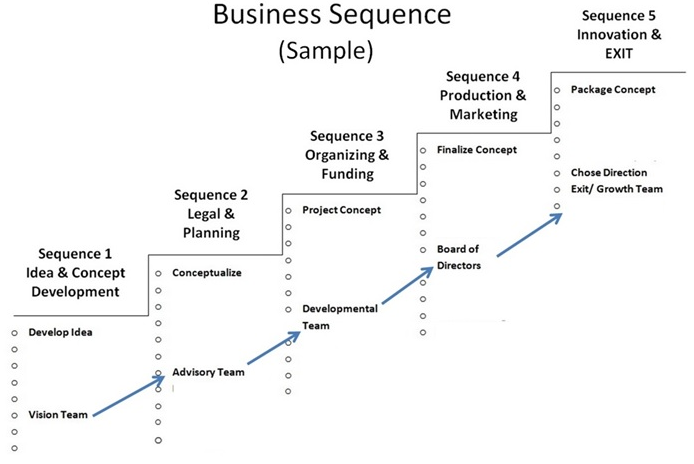 Business Sequence
(Sample)
Sequence 1
Idea & Concept
Development
Develop Idea
Vision Team
Sequence 2
Legal &
Planning
Conceptualize
Advisory Team
Sequence 3
Organizing &
Funding
Project Concept
Developmental
Team
Sequence 4
Production &
Marketing
Finalize Concept
Board of
Directors
Sequence 5
Innovation &
EXIT
Package Concept
Chose Direction
Exit/ Growth Team